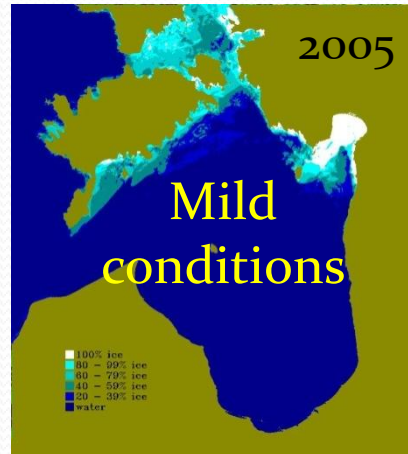 2005
Mild
conditions
100% ice
80 - 99% ice
60 - 79% ice
40 - 59% ice
20 - 39% ice
water